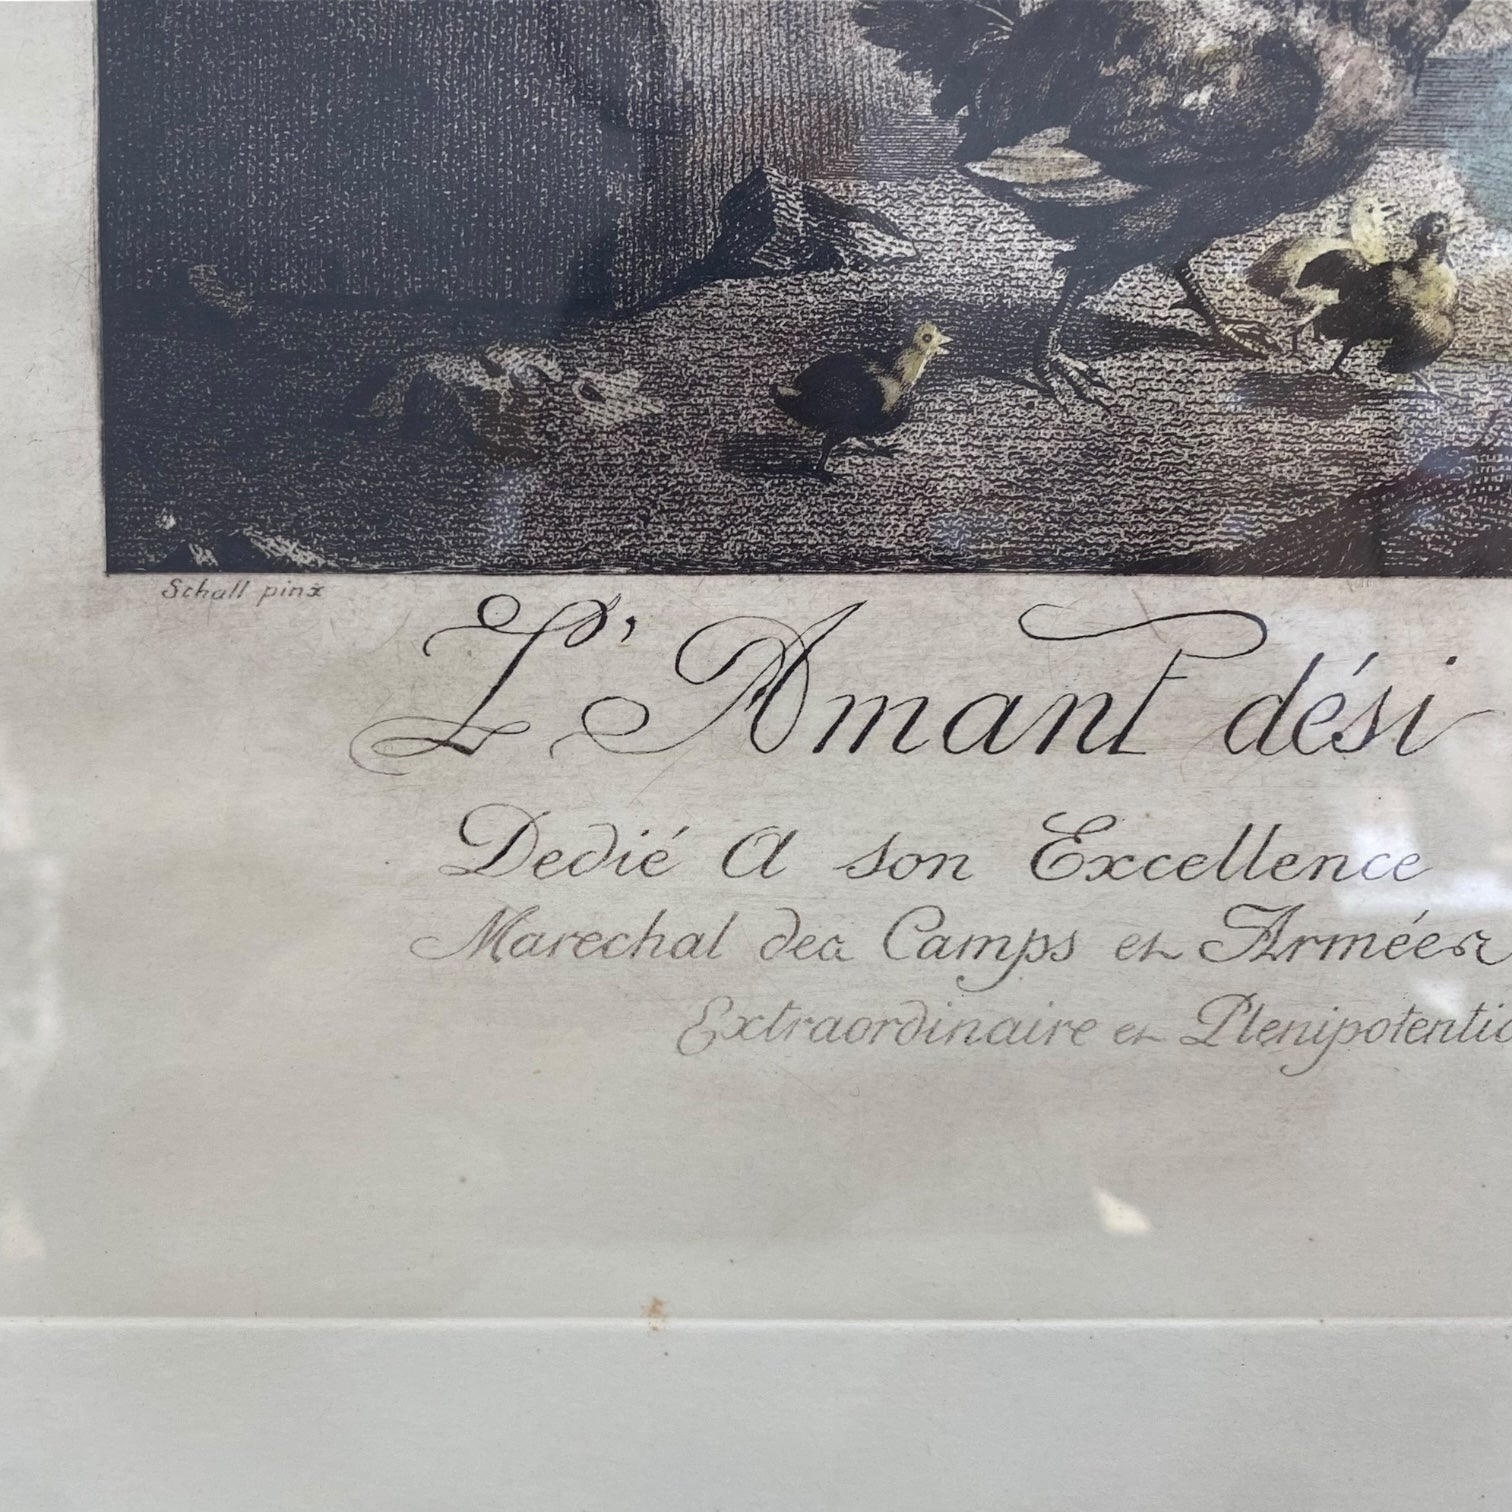 Schall pinx
L'Amant dési
Dedié A son Excellence
Marechal des Camps et Armées
Extraordinaire et Plenipotentia